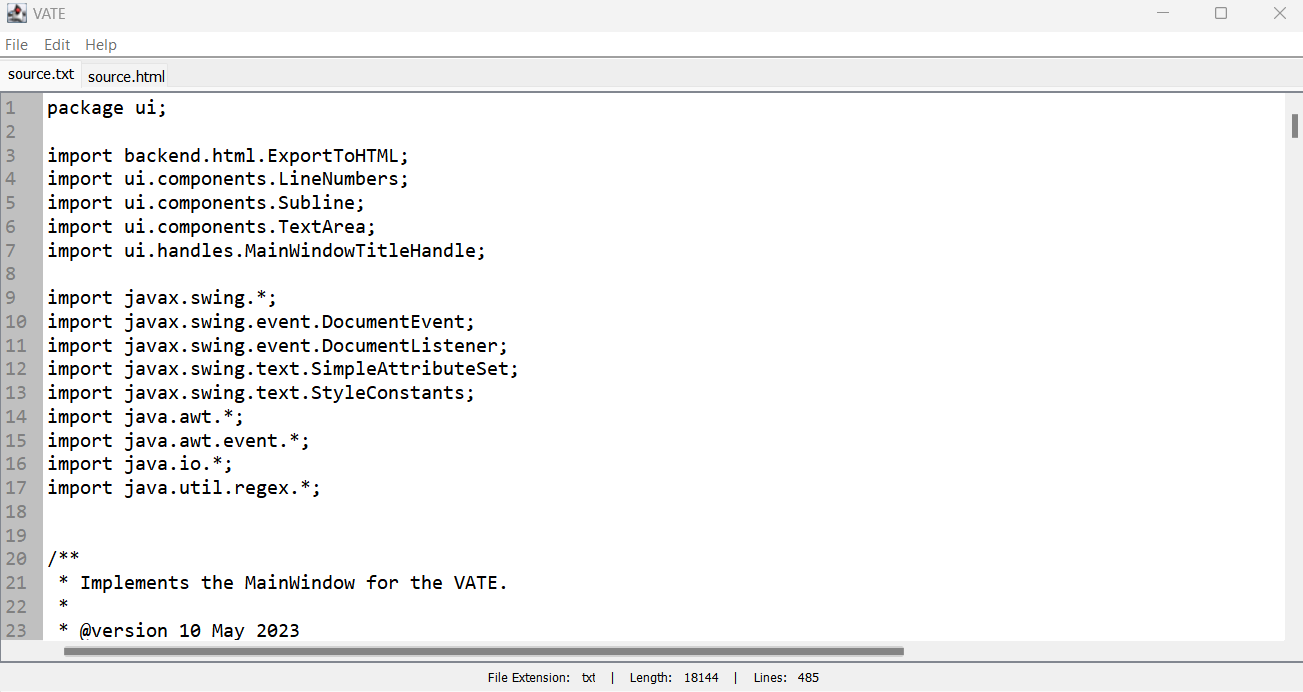 VATE
File Edit Help
source.txt source.html
1 package ui;
2
3 import backend.html.ExportToHTML;
4 import ui.components.LineNumbers;
5 import ui.components.Subline;
6 import ui.components.TextArea;
7 import ui.handles.MainWindowTitleHandle;
8
9 import javax.swing.*;
10 import javax.swing.event.DocumentEvent;
11 import javax.swing.event.DocumentListener;
12 import javax.swing.text.SimpleAttributeSet;
13 import javax.swing.text.StyleConstants;
14 import java.awt.*;
15 import java.awt.event.*;
16 import java.io.*;
17 import java.util.regex.*;
18
19
20 /**
21  * Implements the MainWindow for the VATE.
22  *
23  * @version 10 May 2023
File Extension: txt | Length: 18144 | Lines: 485